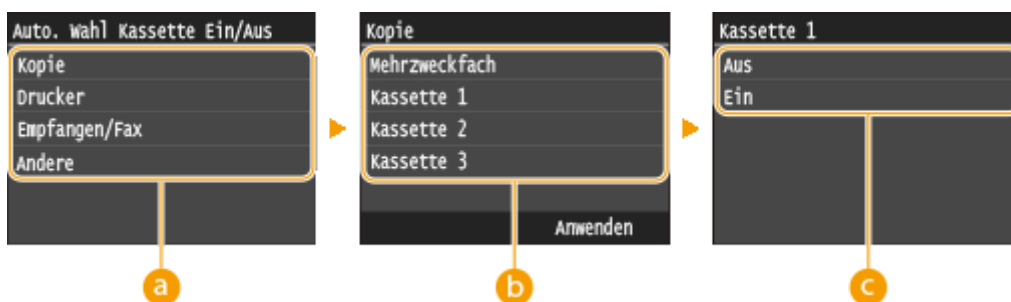 Auto. Wahl Kassette Ein/Aus
Kopie
Drucker
Empfangen/Fax
Andere
a
Kopie
Mehrzweckfach
Kassette 1
Kassette 2
Kassette 3
Anwenden
b
Kassette 1
Aus
Ein
c